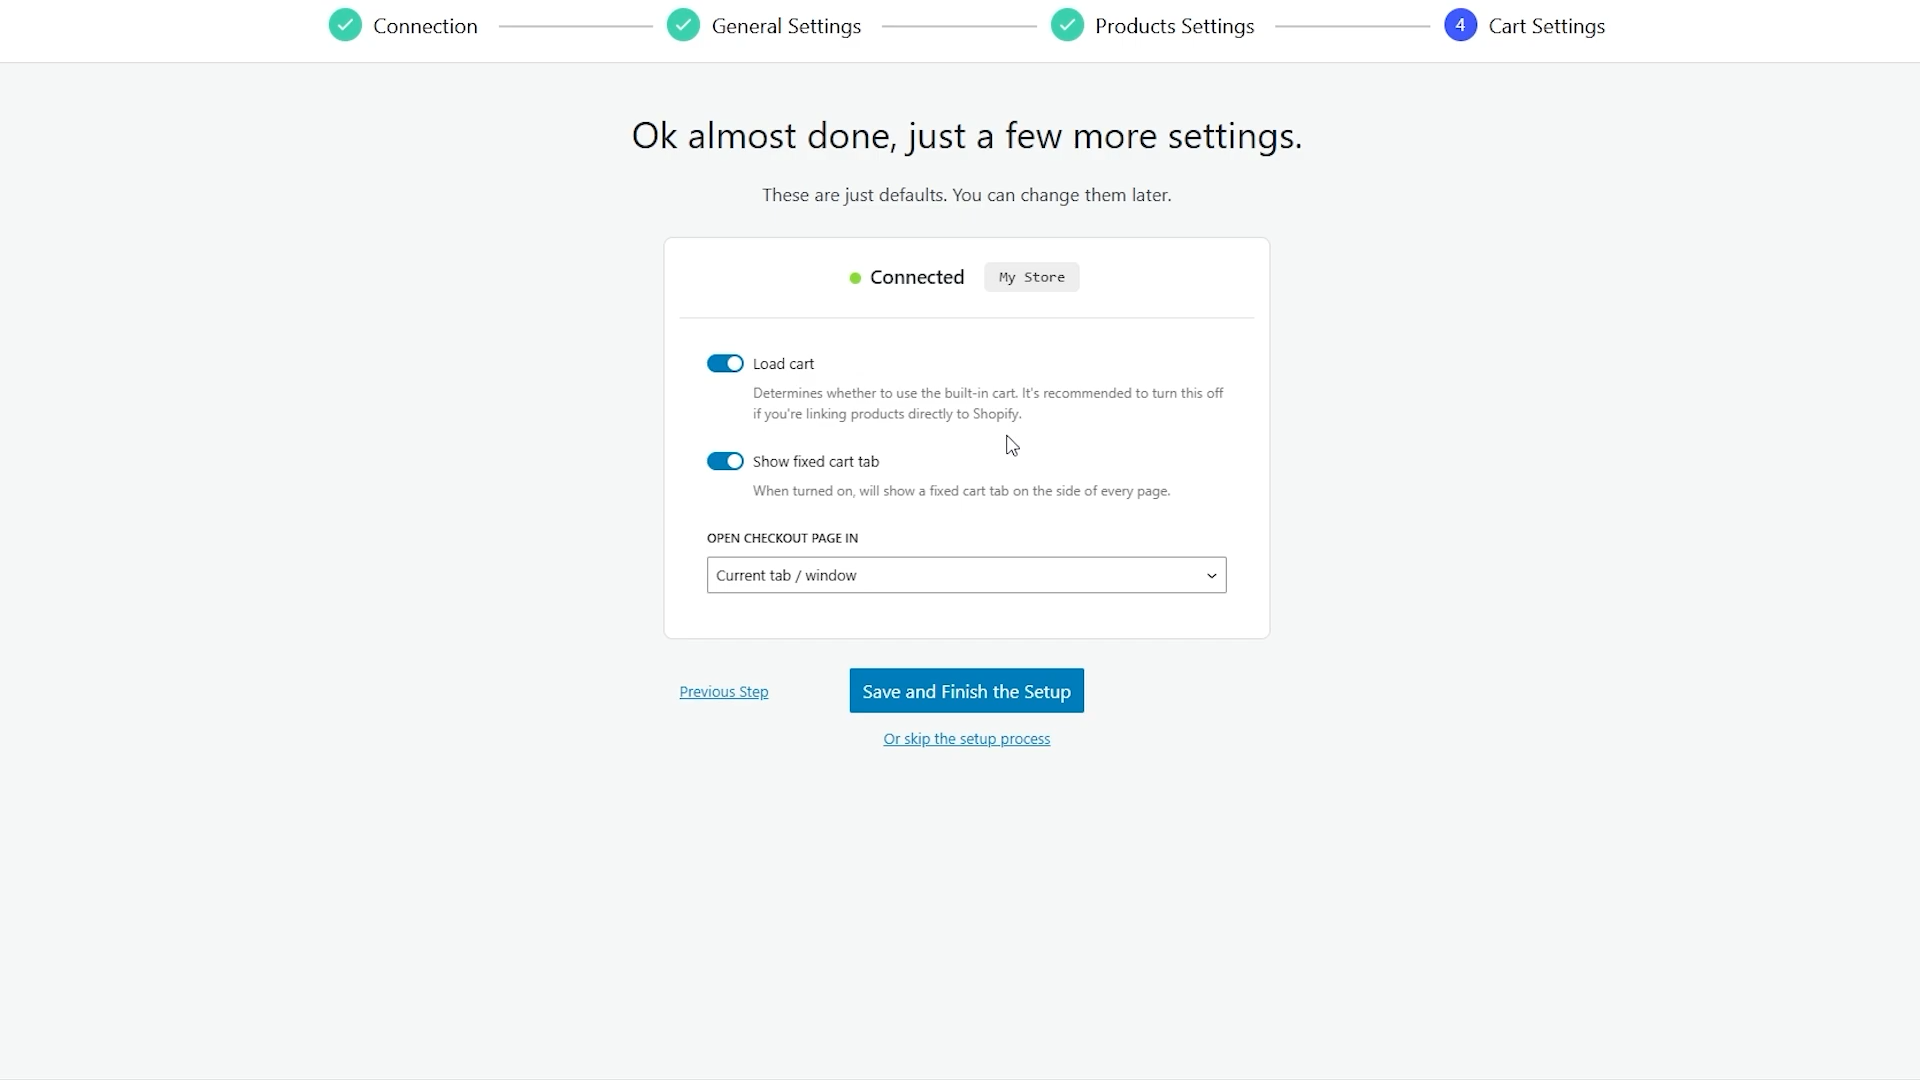 Connection
General Settings
Products Settings
4 Cart Settings
Ok almost done, just a few more settings.
These are just defaults. You can change them later.
Connected My Store
Load cart
Determines whether to use the built-in cart. It's recommended to turn this off
if you're linking products directly to Shopify.
Show fixed cart tab
When turned on, will show a fixed cart tab on the side of every page.
OPEN CHECKOUT PAGE IN
Current tab / window
Previous Step
Save and Finish the Setup
Or skip the setup process